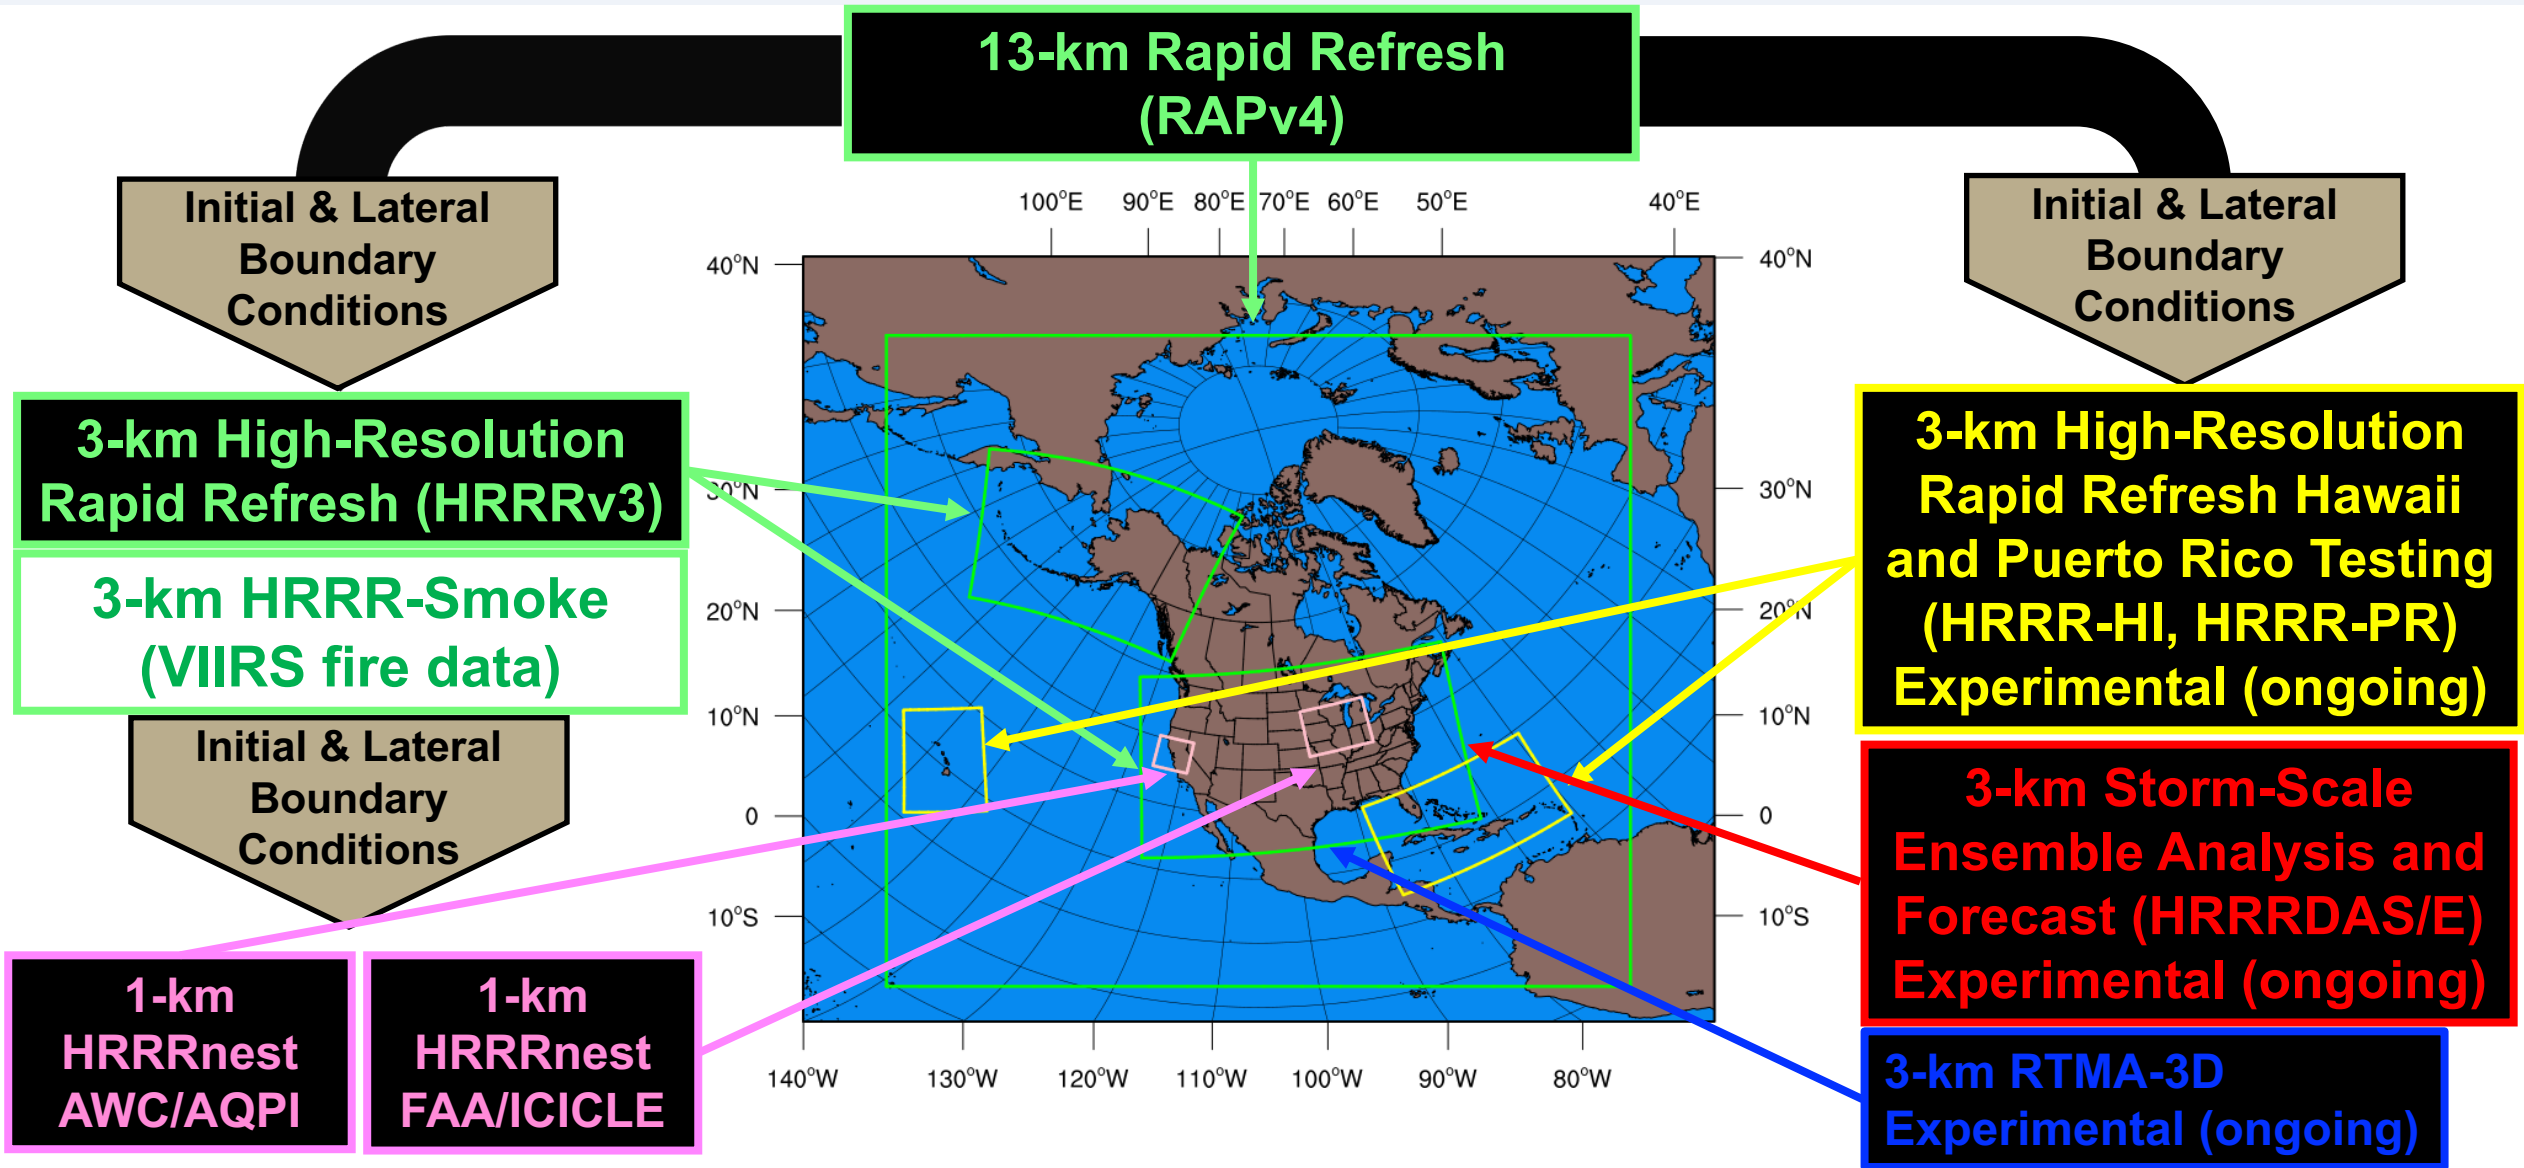 13-km Rapid Refresh
(RAPv4)
Initial & Lateral
Boundary
Conditions
Initial & Lateral
Boundary
Conditions
100°E 90°E 80°E 70°E 60°E 50°E 40°E
40°N
30°N
20°N
10°N
0
10°S
40°N
30°N
20°N
10°N
0
10°S
140°W 130°W 120°W 110°W 100°W 90°W 80°W
3-km High-Resolution
Rapid Refresh (HRRRv3)
3-km HRRR-Smoke
(VIIRS fire data)
Initial & Lateral
Boundary
Conditions
1-km
HRRRnest
AWC/AQPI
1-km
HRRRnest
FAA/ICICLE
3-km High-Resolution
Rapid Refresh Hawaii
and Puerto Rico Testing
(HRRR-HI, HRRR-PR)
Experimental (ongoing)
3-km Storm-Scale
Ensemble Analysis and
Forecast (HRRRDAS/E)
Experimental (ongoing)
3-km RTMA-3D
Experimental (ongoing)